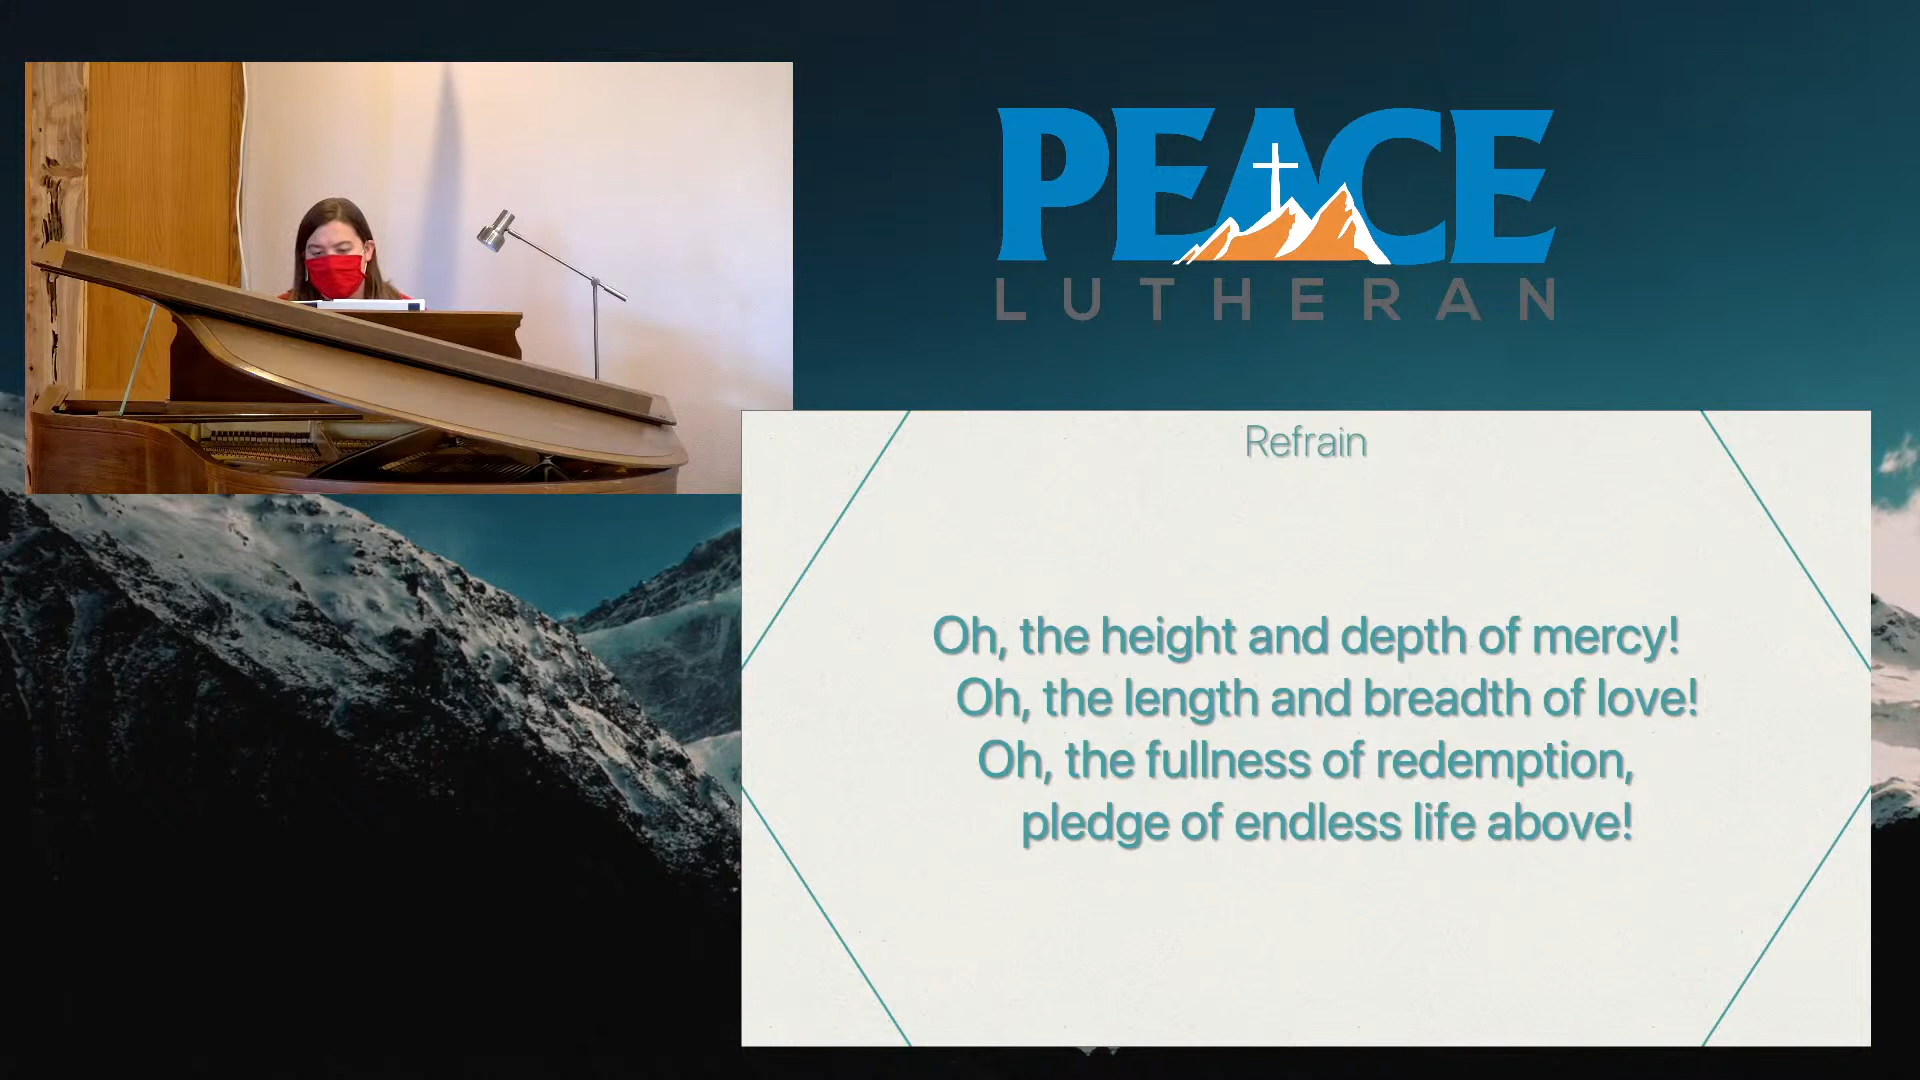 PEACE
LUTHERAN
Refrain
Oh, the height and depth of mercy!
Oh, the length and breadth of love!
Oh, the fullness of redemption,
pledge of endless life above!